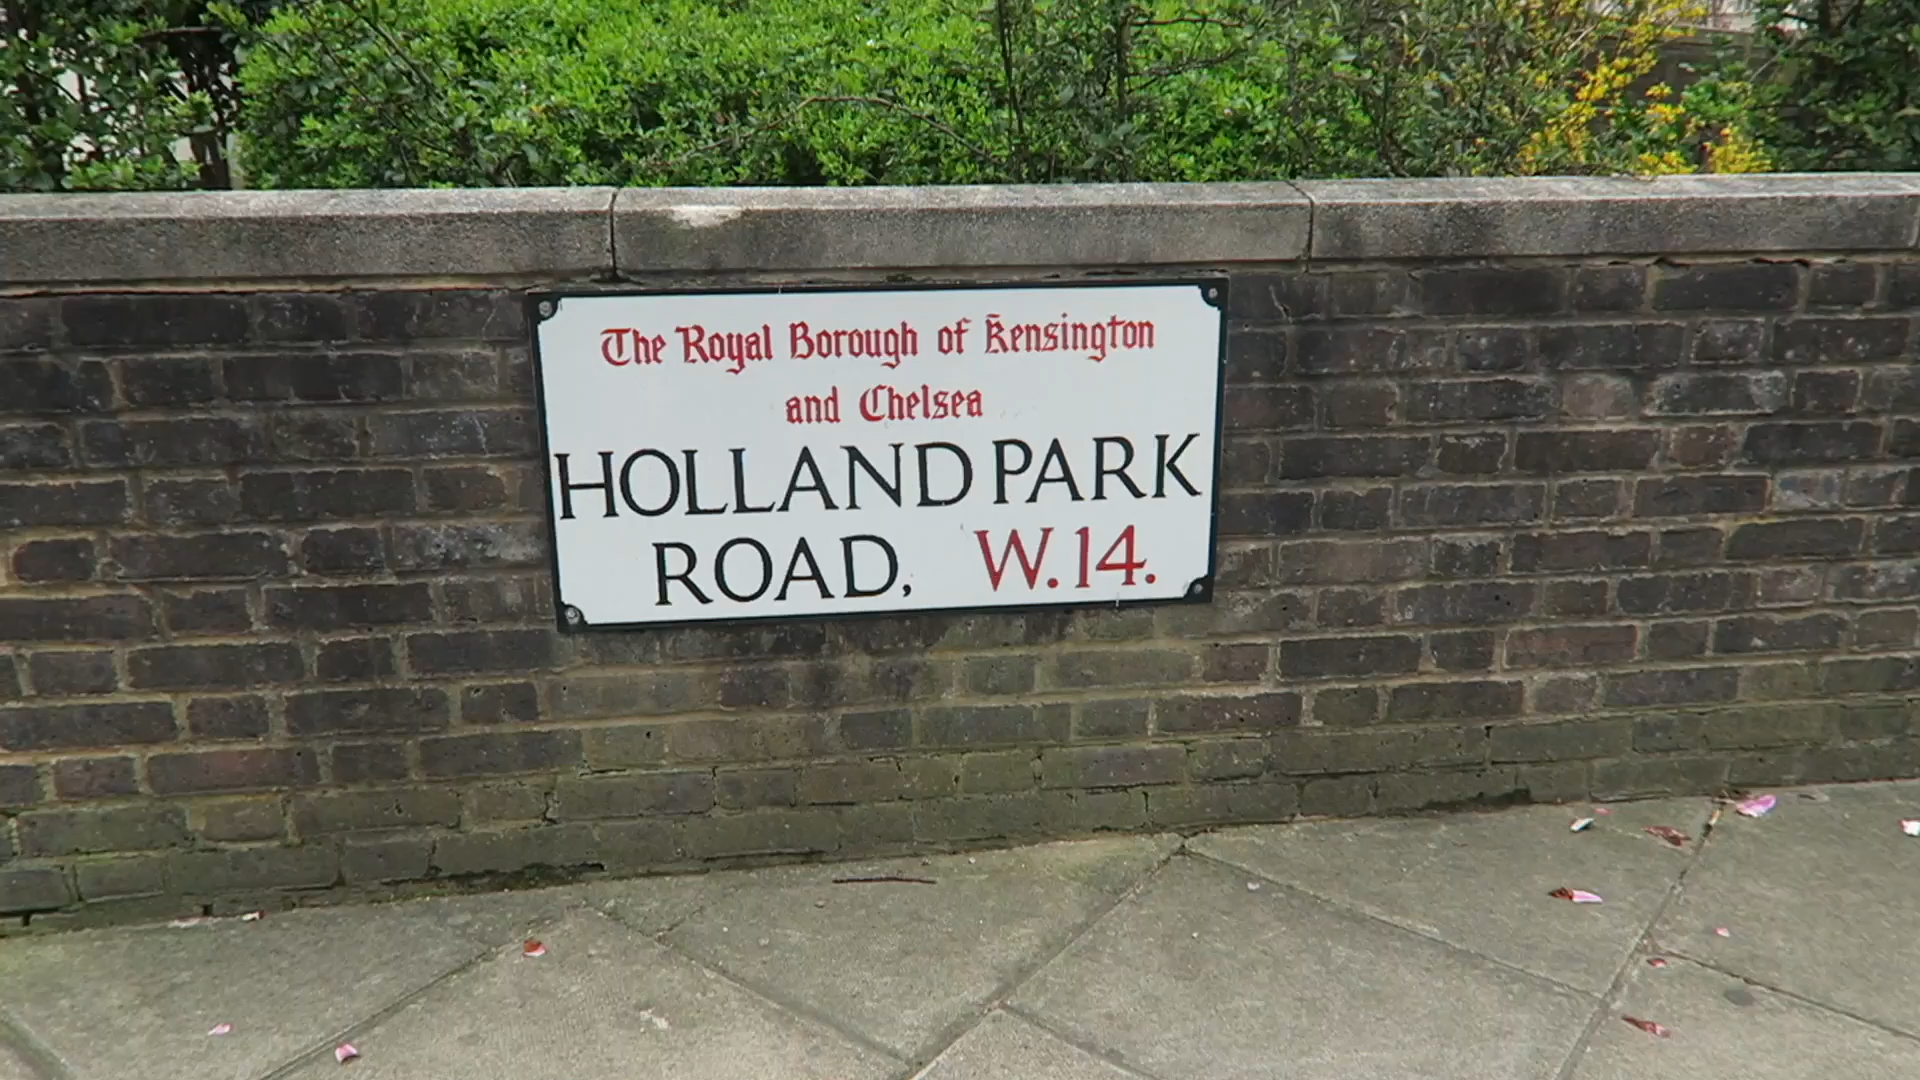 The Royal Borough of Kensington
and Chelsea
HOLLAND PARK
ROAD, W.14.